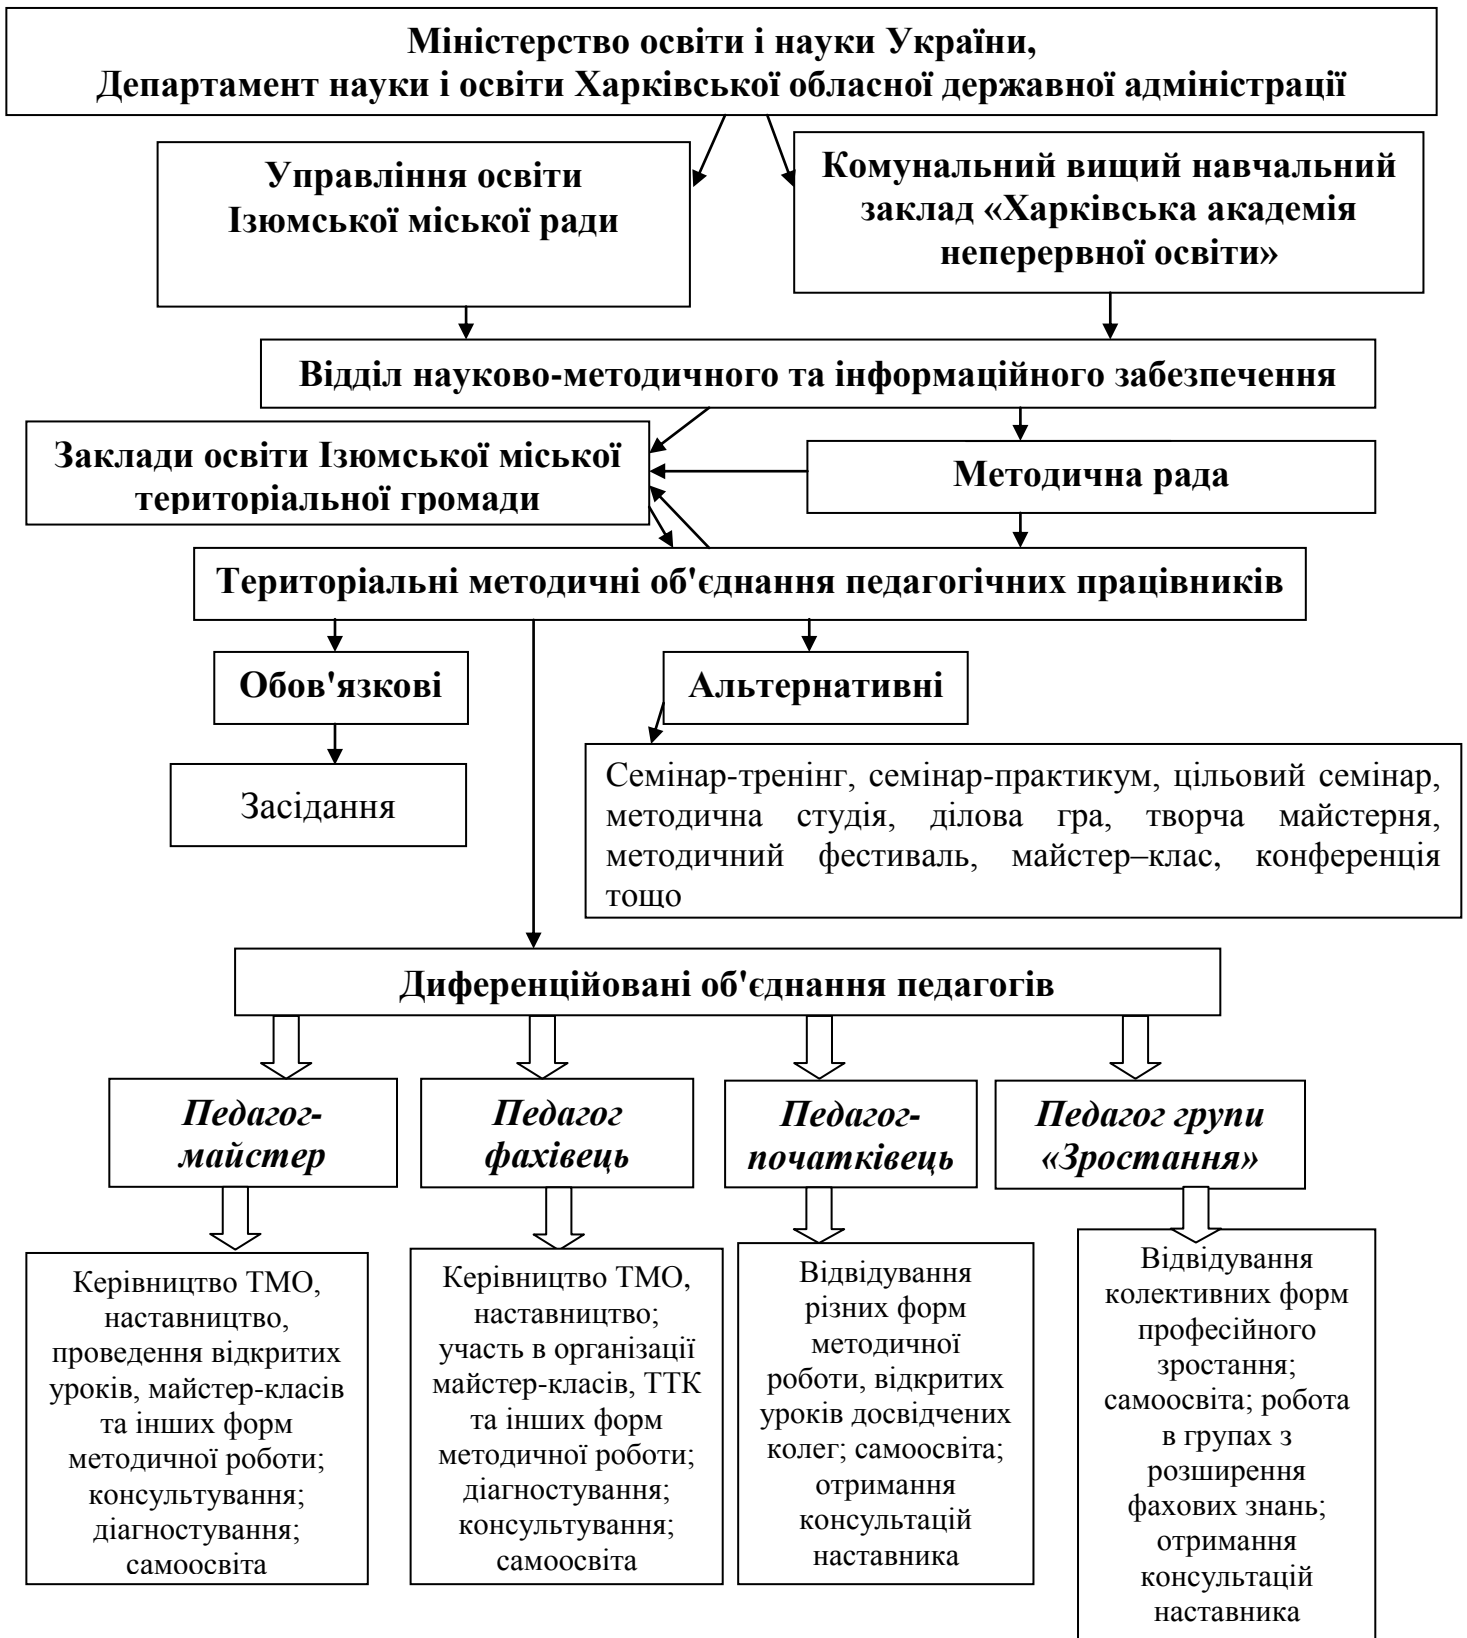 Міністерство освіти і науки України,
Департамент науки і освіти Харківської обласної державної адміністрації
Управління освіти
Ізюмської міської ради
Комунальний вищий навчальний
заклад «Харківська академія
неперервної освіти»
Відділ науково-методичного та інформаційного забезпечення
Заклади освіти Ізюмської міської
територіальної громади
Методична рада
Територіальні методичні об'єднання педагогічних працівників
Обов'язкові
Альтернативні
Засідання
Семінар-тренінг, семінар-практикум, цільовий семінар,
методична студія, ділова гра, творча майстерня,
методичний фестиваль, майстер–клас, конференція
тощо
Диференційовані об'єднання педагогів
Педагог-
майстер
Педагог
фахівець
Педагог-
початківець
Педагог групи
«Зростання»
Керівництво ТМО,
наставництво,
проведення відкритих
уроків, майстер-класів
та інших форм
методичної роботи;
консультування;
діагностування;
самоосвіта
Керівництво ТМО,
наставництво;
участь в організації
майстер-класів, ТТК
та інших форм
методичної роботи;
діагностування;
консультування;
самоосвіта
Відвідування
різних форм
методичної
роботи, відкритих
уроків досвідчених
колег; самоосвіта;
отримання
консультацій
наставника
Відвідування
колективних форм
професійного
зростання;
самоосвіта; робота
в групах з
розширення
фахових знань;
отримання
консультацій
наставника